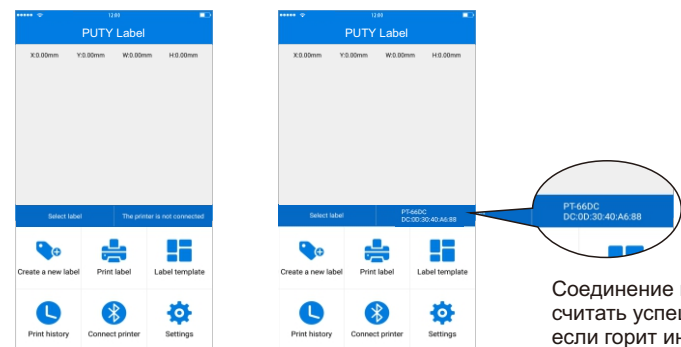 12:00
PUTY Label
X:0.00mm Y:0.00mm W:0.00mm H:0.00mm
Select label The printer is not connected
Create a new label Print label Label template
Print history Connect printer Settings
12:00
PUTY Label
X:0.00mm Y:0.00mm W:0.00mm H:0.00mm
Select label
PT-66DC
DC:0D:30:40:A6:88
Create a new label Print label Label template
Print history Connect printer Settings
PT-66DC
DC:0D:30:40:A6:88
Соединение
считать
если горит